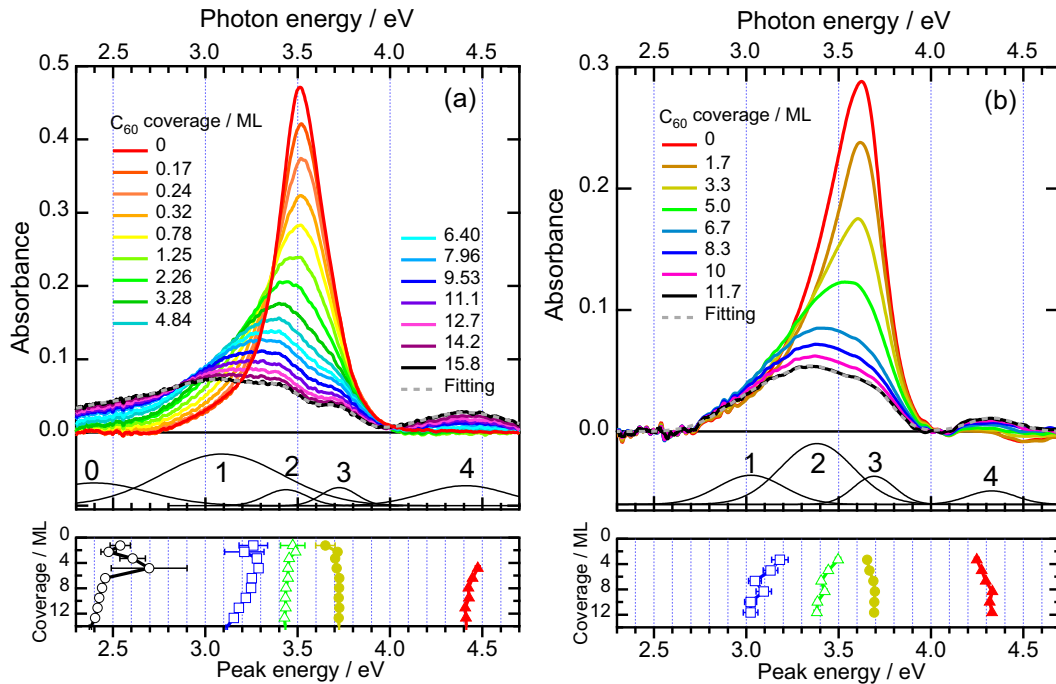 Photon energy / eV
2.5 3.0 3.5 4.0 4.5
0.5
0.4
0.3
0.2
0.1
0.0
Absorbance
(a)
C60 coverage / ML
0
0.17
0.24
0.32
0.78
1.25
2.26
3.28
4.84
6.40
7.96
9.53
11.1
12.7
14.2
15.8
Fitting
0 1 2 3 4
Coverage / ML
0
4
8
12
2.5 3.0 3.5 4.0 4.5
Peak energy / eV
Photon energy / eV
2.5 3.0 3.5 4.0 4.5
0.3
0.2
0.1
0.0
Absorbance
(b)
C60 coverage / ML
0
1.7
3.3
5.0
6.7
8.3
10
11.7
Fitting
1 2 3 4
Coverage / ML
0
4
8
12
2.5 3.0 3.5 4.0 4.5
Peak energy / eV